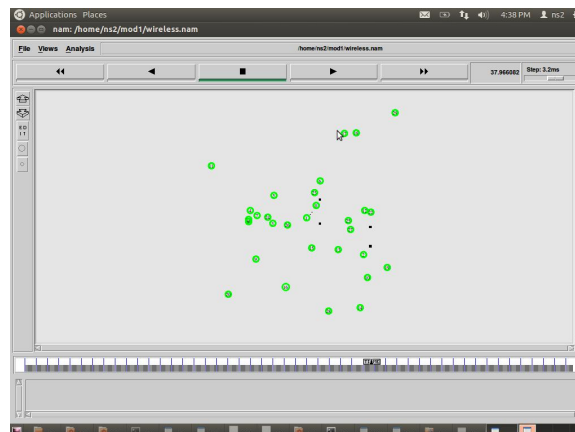 Applications Places 4:38 PM ns2
nam: /home/ns2/mod1/wireless.nam
File Views Analysis /home/ns2/mod1/wireless.nam
37.966082 Step: 3.2ms